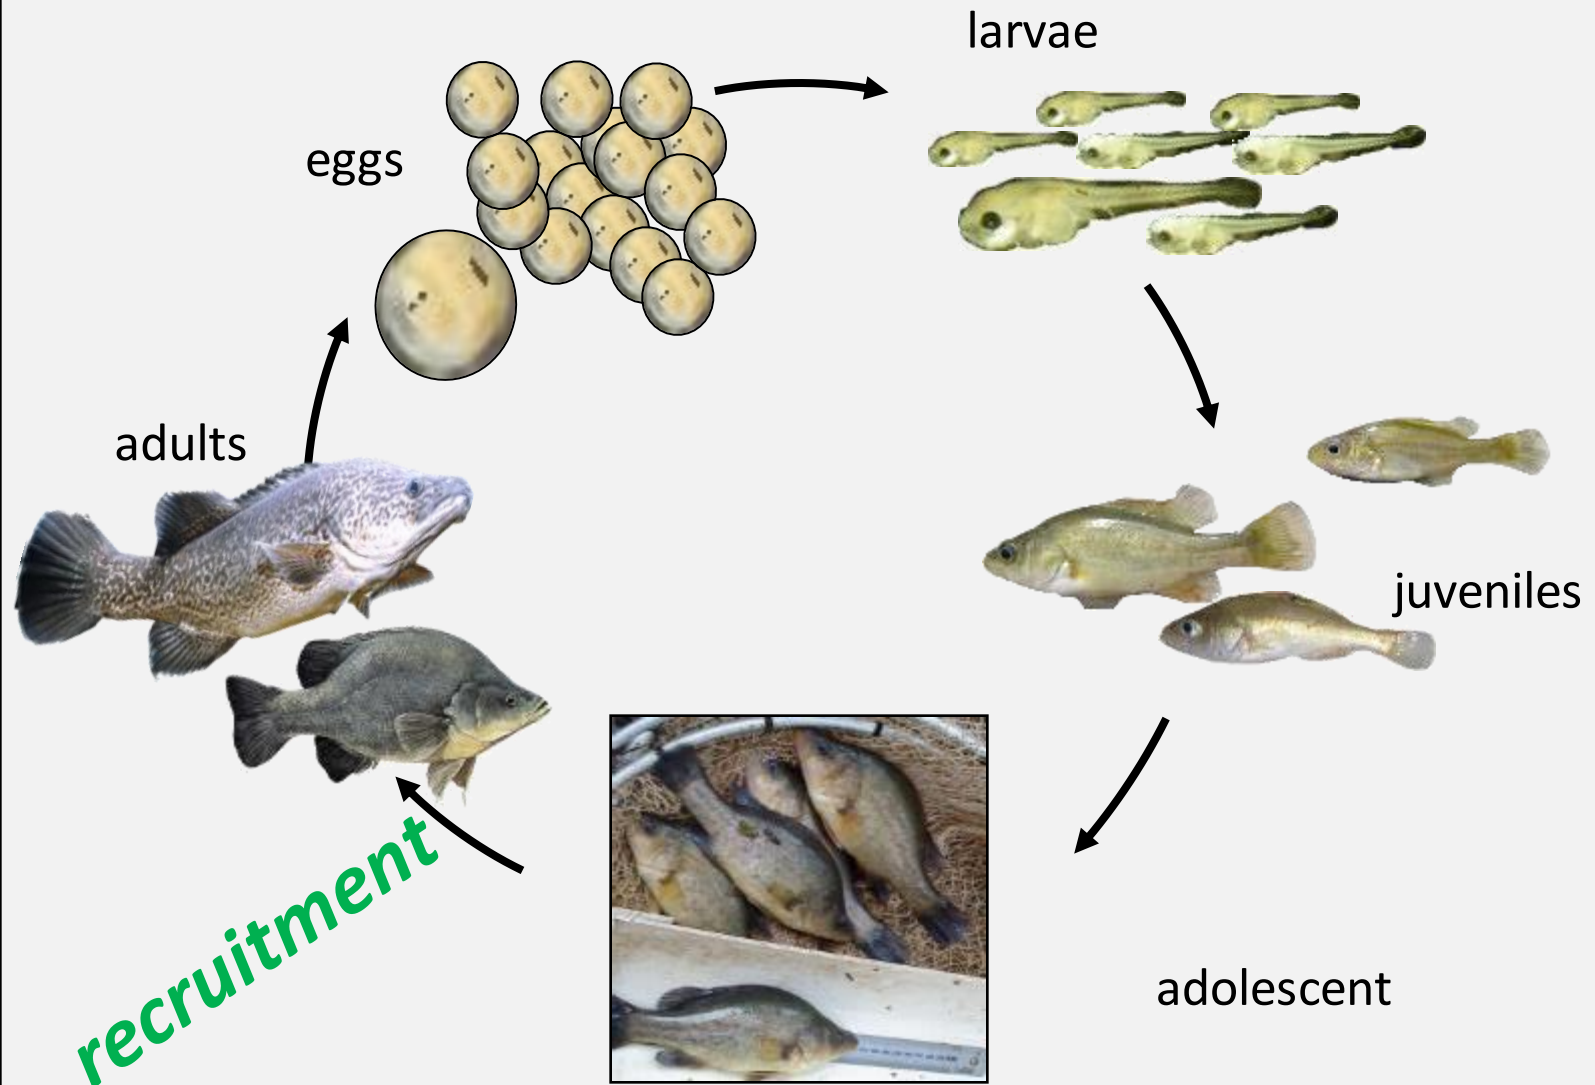 larvae
eggs
adults
juveniles
recruitment
adolescent